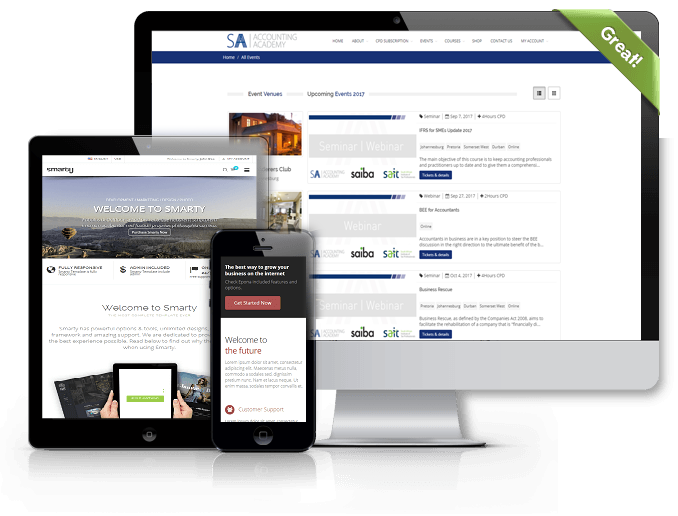 Great!
SA ACCOUNTING
ACADEMY
HOME ABOUT CPD SUBSCRIPTION EVENTS COURSES SHOP CONTACT US MY ACCOUNT
Home / All Events
Event Venues
Upcoming Events 2017
Seminar | Webinar
SA saiba sait
Seminar | Sep 7, 2017 | 4Hours CPD
IFRS for SMEs Update 2017
Johannesburg Pretoria Somerset-West Durban Online
The main objective of this course is to keep accounting professionals
and practitioners up to date and to give them a comprehensi...
Tickets & details
Webinar
SA saiba sait
Webinar | Sep 27, 2017 | 4Hours CPD
BEE for Accountants
Online
Accountants in business are in a key position to steer the BEE
discussion in the right direction to the ultimate benefit of the b...
Tickets & details
Seminar | Webinar
SA saiba sait
Seminar | Oct 4, 2017 | 4Hours CPD
Business Rescue
Pretoria Johannesburg Durban Somerset West Online
Business Rescue, as defined by the Companies Act 2008, aims to
facilitate the rehabilitation of a company that is "financially di...
Tickets & details
smarty
WELCOME TO SMARTY
Purchase Smarty Now
FULLY RESPONSIVE
ADMIN INCLUDED
Welcome to Smarty
Smarty has powerful options & tools, unlimited designs,
framework and amazing support. We are dedicated to prov
the best experience possible. Read below to find out why th
when using Smarty.
The best way to grow your
business on the internet
Check Epona included features and
options.
Get Started Now
Welcome to
the future
Lorem ipsum dolor sit amet, consectetur
adipiscing elit. Maecenas metus nulla,
commodo a sodales sed, dignissim
pretium nunc. Nam et lacus neque. Ut
enim massa, sodales tempor convallis et.
Customer Support